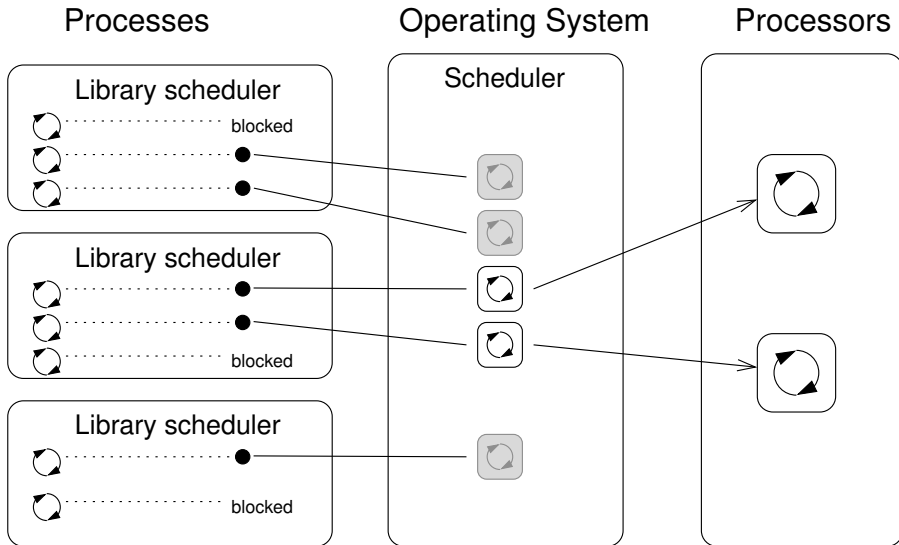 Processes
Operating System
Processors
Library scheduler
blocked
Library scheduler
blocked
Library scheduler
blocked
Scheduler